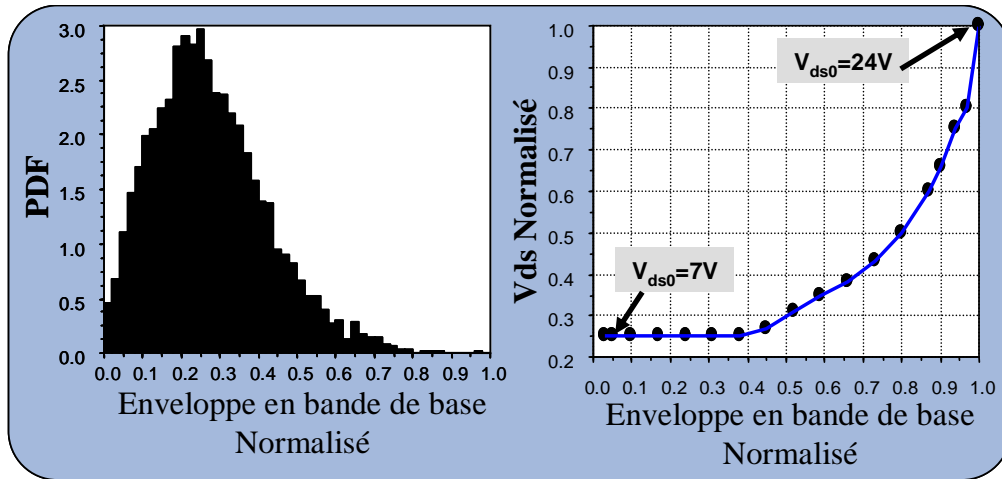 PDF
3.0
2.5
2.0
1.5
1.0
0.5
0.0
0.0 0.1 0.2 0.3 0.4 0.5 0.6 0.7 0.8 0.9 1.0
Enveloppe en bande de base
Normalisé
Vds Normalisé
1.0
0.9
0.8
0.7
0.6
0.5
0.4
0.3
0.2
Vds0=24V
Vds0=7V
0.0 0.1 0.2 0.3 0.4 0.5 0.6 0.7 0.8 0.9 1.0
Enveloppe en bande de base
Normalisé